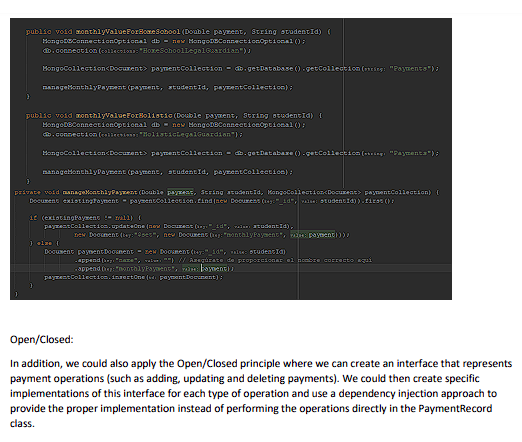 public void monthlyValueForHomeSchool(Double payment, String studentId) {
MongoDBConnectionOptional db = new MongoDBConnectionOptional();
db.connection(collections: "HomeSchoolLegalGuardian");
MongoCollection<Document> paymentCollection = db.getDatabase().getCollection(string: "Payments");
manageMonthlyPayment(payment, studentId, paymentCollection);
}
public void monthlyValueForHolistic(Double payment, String studentId) {
MongoDBConnectionOptional db = new MongoDBConnectionOptional();
db.connection(collections: "HolisticLegalGuardian");
MongoCollection<Document> paymentCollection = db.getDatabase().getCollection(string: "Payments");
manageMonthlyPayment(payment, studentId, paymentCollection);
}
private void manageMonthlyPayment(Double payment, String studentId, MongoCollection<Document> paymentCollection) {
Document existingPayment = paymentCollection.find(new Document(key:"_id", value: studentId)).first();
if (existingPayment != null) {
paymentCollection.updateOne(new Document(key:"_id", value: studentId),
new Document(key:"$set", new Document(key:"monthlyPayment", value: payment)));
} else {
Document paymentDocument = new Document(key:"_id", value: studentId)
.append(key:"name", value: "") // Asegúrate de proporcionar el nombre correcto aquí
.append(key:"monthlyPayment", value: payment);
paymentCollection.insertOne(paymentDocument);
}
}
Open/Closed:
In addition, we could also apply the Open/Closed principle where we can create an interface that represents
payment operations (such as adding, updating and deleting payments). We could then create specific
implementations of this interface for each type of operation and use a dependency injection approach to
provide the proper implementation instead of performing the operations directly in the PaymentRecord
class.